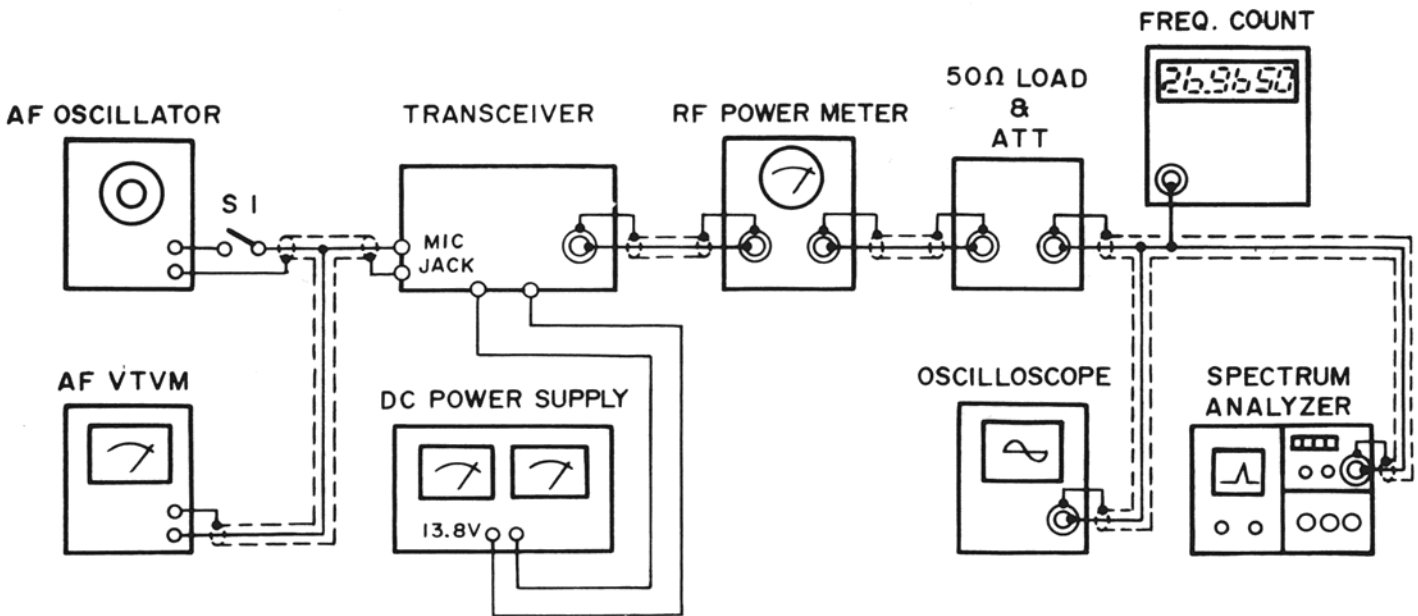 FREQ. COUNT
26.9650
50Ω LOAD
&
ATT
AF OSCILLATOR
TRANSCEIVER
RF POWER METER
S 1
MIC
JACK
AF VTVM
DC POWER SUPPLY
13.8V
OSCILLOSCOPE
SPECTRUM
ANALYZER